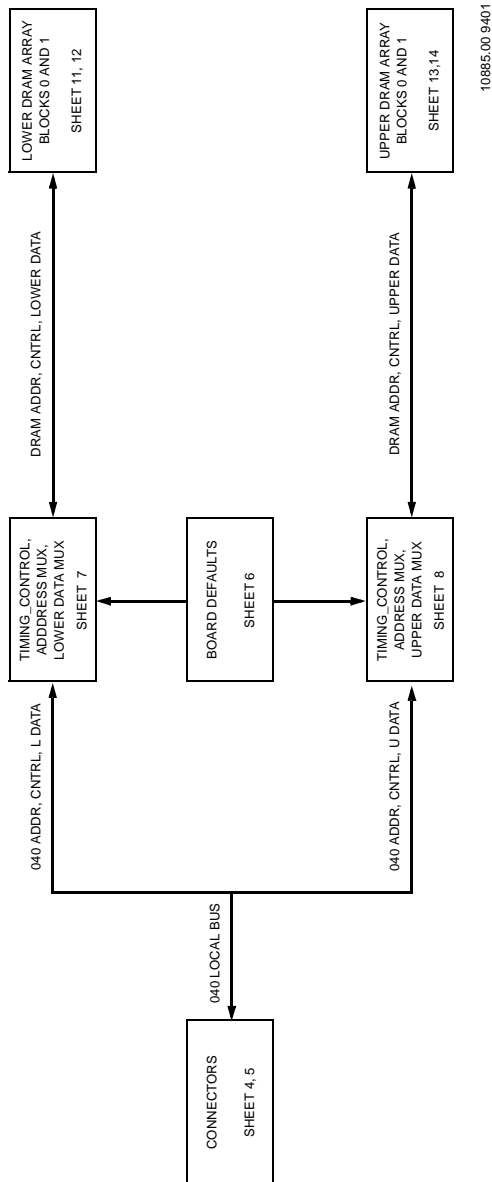 CONNECTORS
SHEET 4, 5
040 LOCAL BUS
040 ADDR, CNTRL, L DATA
040 ADDR, CNTRL, U DATA
TIMING_CONTROL,
ADDDRESS MUX,
LOWER DATA MUX
SHEET 7
BOARD DEFAULTS
SHEET 6
TIMING_CONTROL,
ADDRESS MUX,
UPPER DATA MUX
SHEET 8
DRAM ADDR, CNTRL, LOWER DATA
DRAM ADDR, CNTRL, UPPER DATA
LOWER DRAM ARRAY
BLOCKS 0 AND 1
SHEET 11, 12
UPPER DRAM ARRAY
BLOCKS 0 AND 1
SHEET 13,14
10885.00 9401